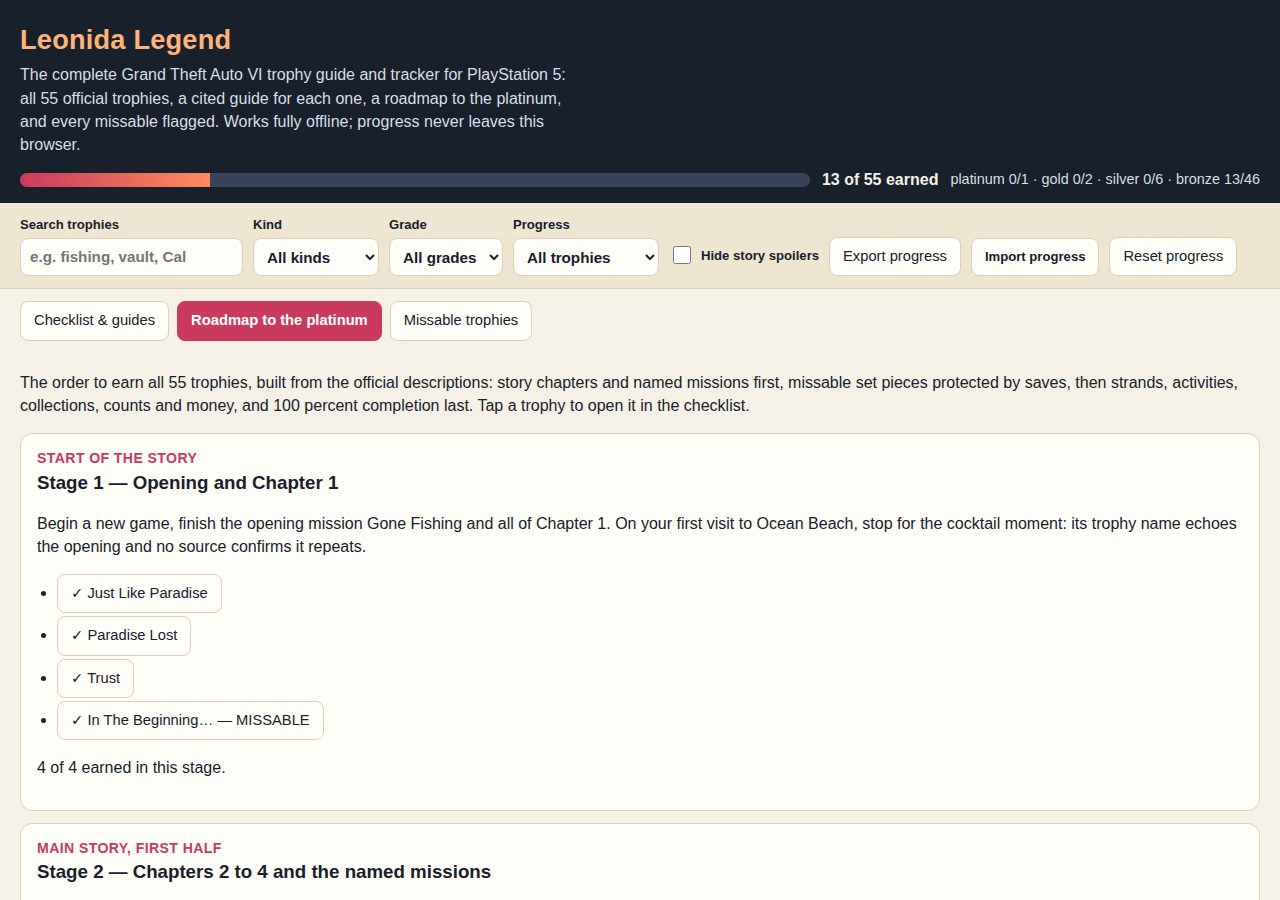 Leonida Legend
The complete Grand Theft Auto VI trophy guide and tracker for PlayStation 5:
all 55 official trophies, a cited guide for each one, a roadmap to the platinum,
and every missable flagged. Works fully offline; progress never leaves this
browser.
13 of 55 earned platinum 0/1 · gold 0/2 · silver 0/6 · bronze 13/46
Search trophies Kind Grade Progress
e.g. fishing, vault, Cal All kinds All grades All trophies Hide story spoilers Export progress Import progress Reset progress
Checklist & guides Roadmap to the platinum Missable trophies
The order to earn all 55 trophies, built from the official descriptions: story chapters and named missions first, missable set pieces protected by saves, then strands, activities,
collections, counts and money, and 100 percent completion last. Tap a trophy to open it in the checklist.
START OF THE STORY
Stage 1 — Opening and Chapter 1
Begin a new game, finish the opening mission Gone Fishing and all of Chapter 1. On your first visit to Ocean Beach, stop for the cocktail moment: its trophy name echoes
the opening and no source confirms it repeats.
• ✓ Just Like Paradise
• ✓ Paradise Lost
• ✓ Trust
• ✓ In The Beginning… — MISSABLE
4 of 4 earned in this stage.
MAIN STORY, FIRST HALF
Stage 2 — Chapters 2 to 4 and the named missions